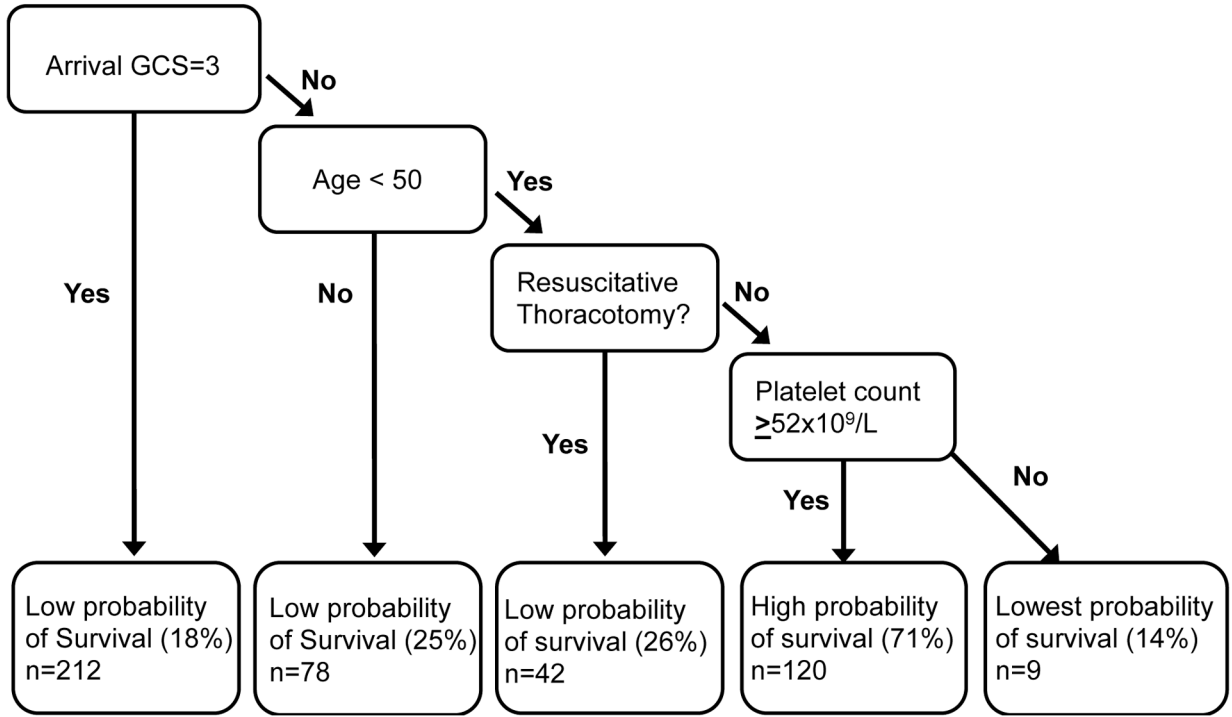 Arrival GCS=3
No
Age < 50
Yes
Yes
No
Resuscitative
Thoracotomy?
No
Platelet count
≥52x10⁹/L
Yes
Yes
No
Low probability
of Survival (18%)
n=212
Low probability
of Survival (25%)
n=78
Low probability
of survival (26%)
n=42
High probability
of survival (71%)
n=120
Lowest probability
of survival (14%)
n=9